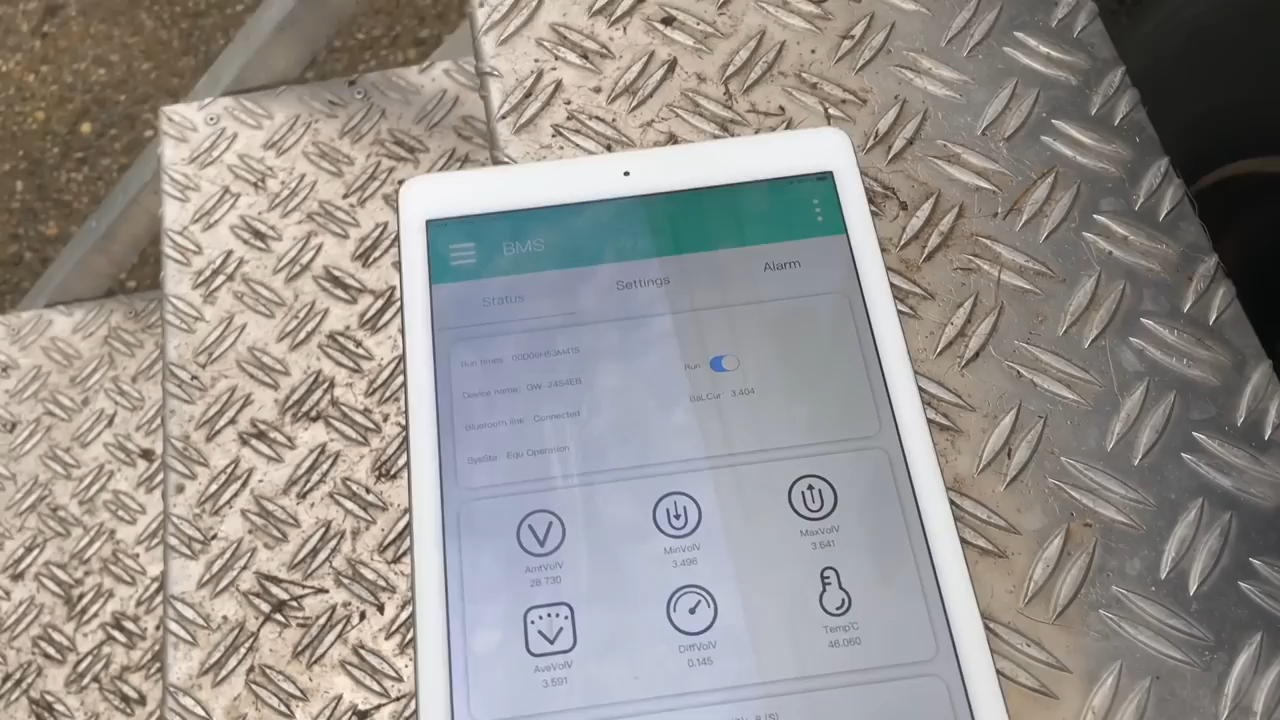 BMS
Status
Settings
Alarm
Run times: 00D06H53M41S
Run
Device name: GW-24S4EB
BaLCur: 3.404
Bluetooth link: Connected
SysSte: Equ Operation
AmtVolV
28.730
MinVolV
3.496
MaxVolV
3.641
AveVolV
3.591
DiffVolV
0.145
Temp℃
46.060